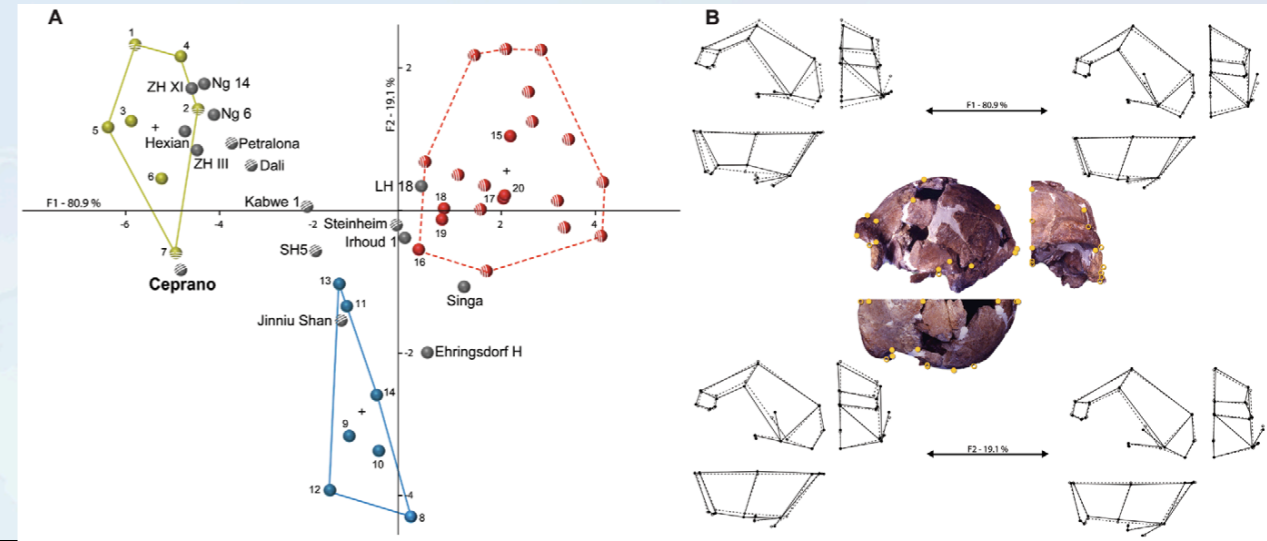 A
B
1
4
ZH XI
Ng 14
2
Ng 6
3
5
Hexian
Petralona
ZH III
Dali
6
F1 - 80.9 %
-6
-4
-2
Kabwe 1
7
Ceprano
SH5
Steinheim
Irhoud 1
LH 18
2
F2 - 19.1 %
15
18
17
20
19
2
4
16
Singa
13
11
Jinniu Shan
-2
Ehringsdorf H
14
9
10
12
-4
8
F1 - 80.9 %
F2 - 19.1 %